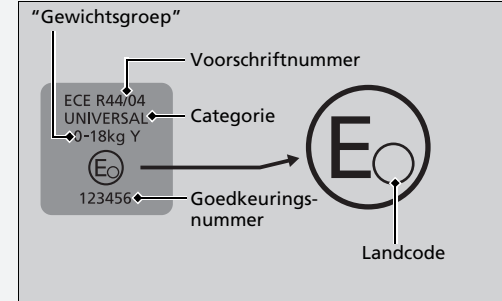 “Gewichtsgroep”
Voorschriftnummer
ECE R44/04
UNIVERSAL
0-18kg Y
E
123456
Categorie
Goedkeurings-
nummer
E
Landcode